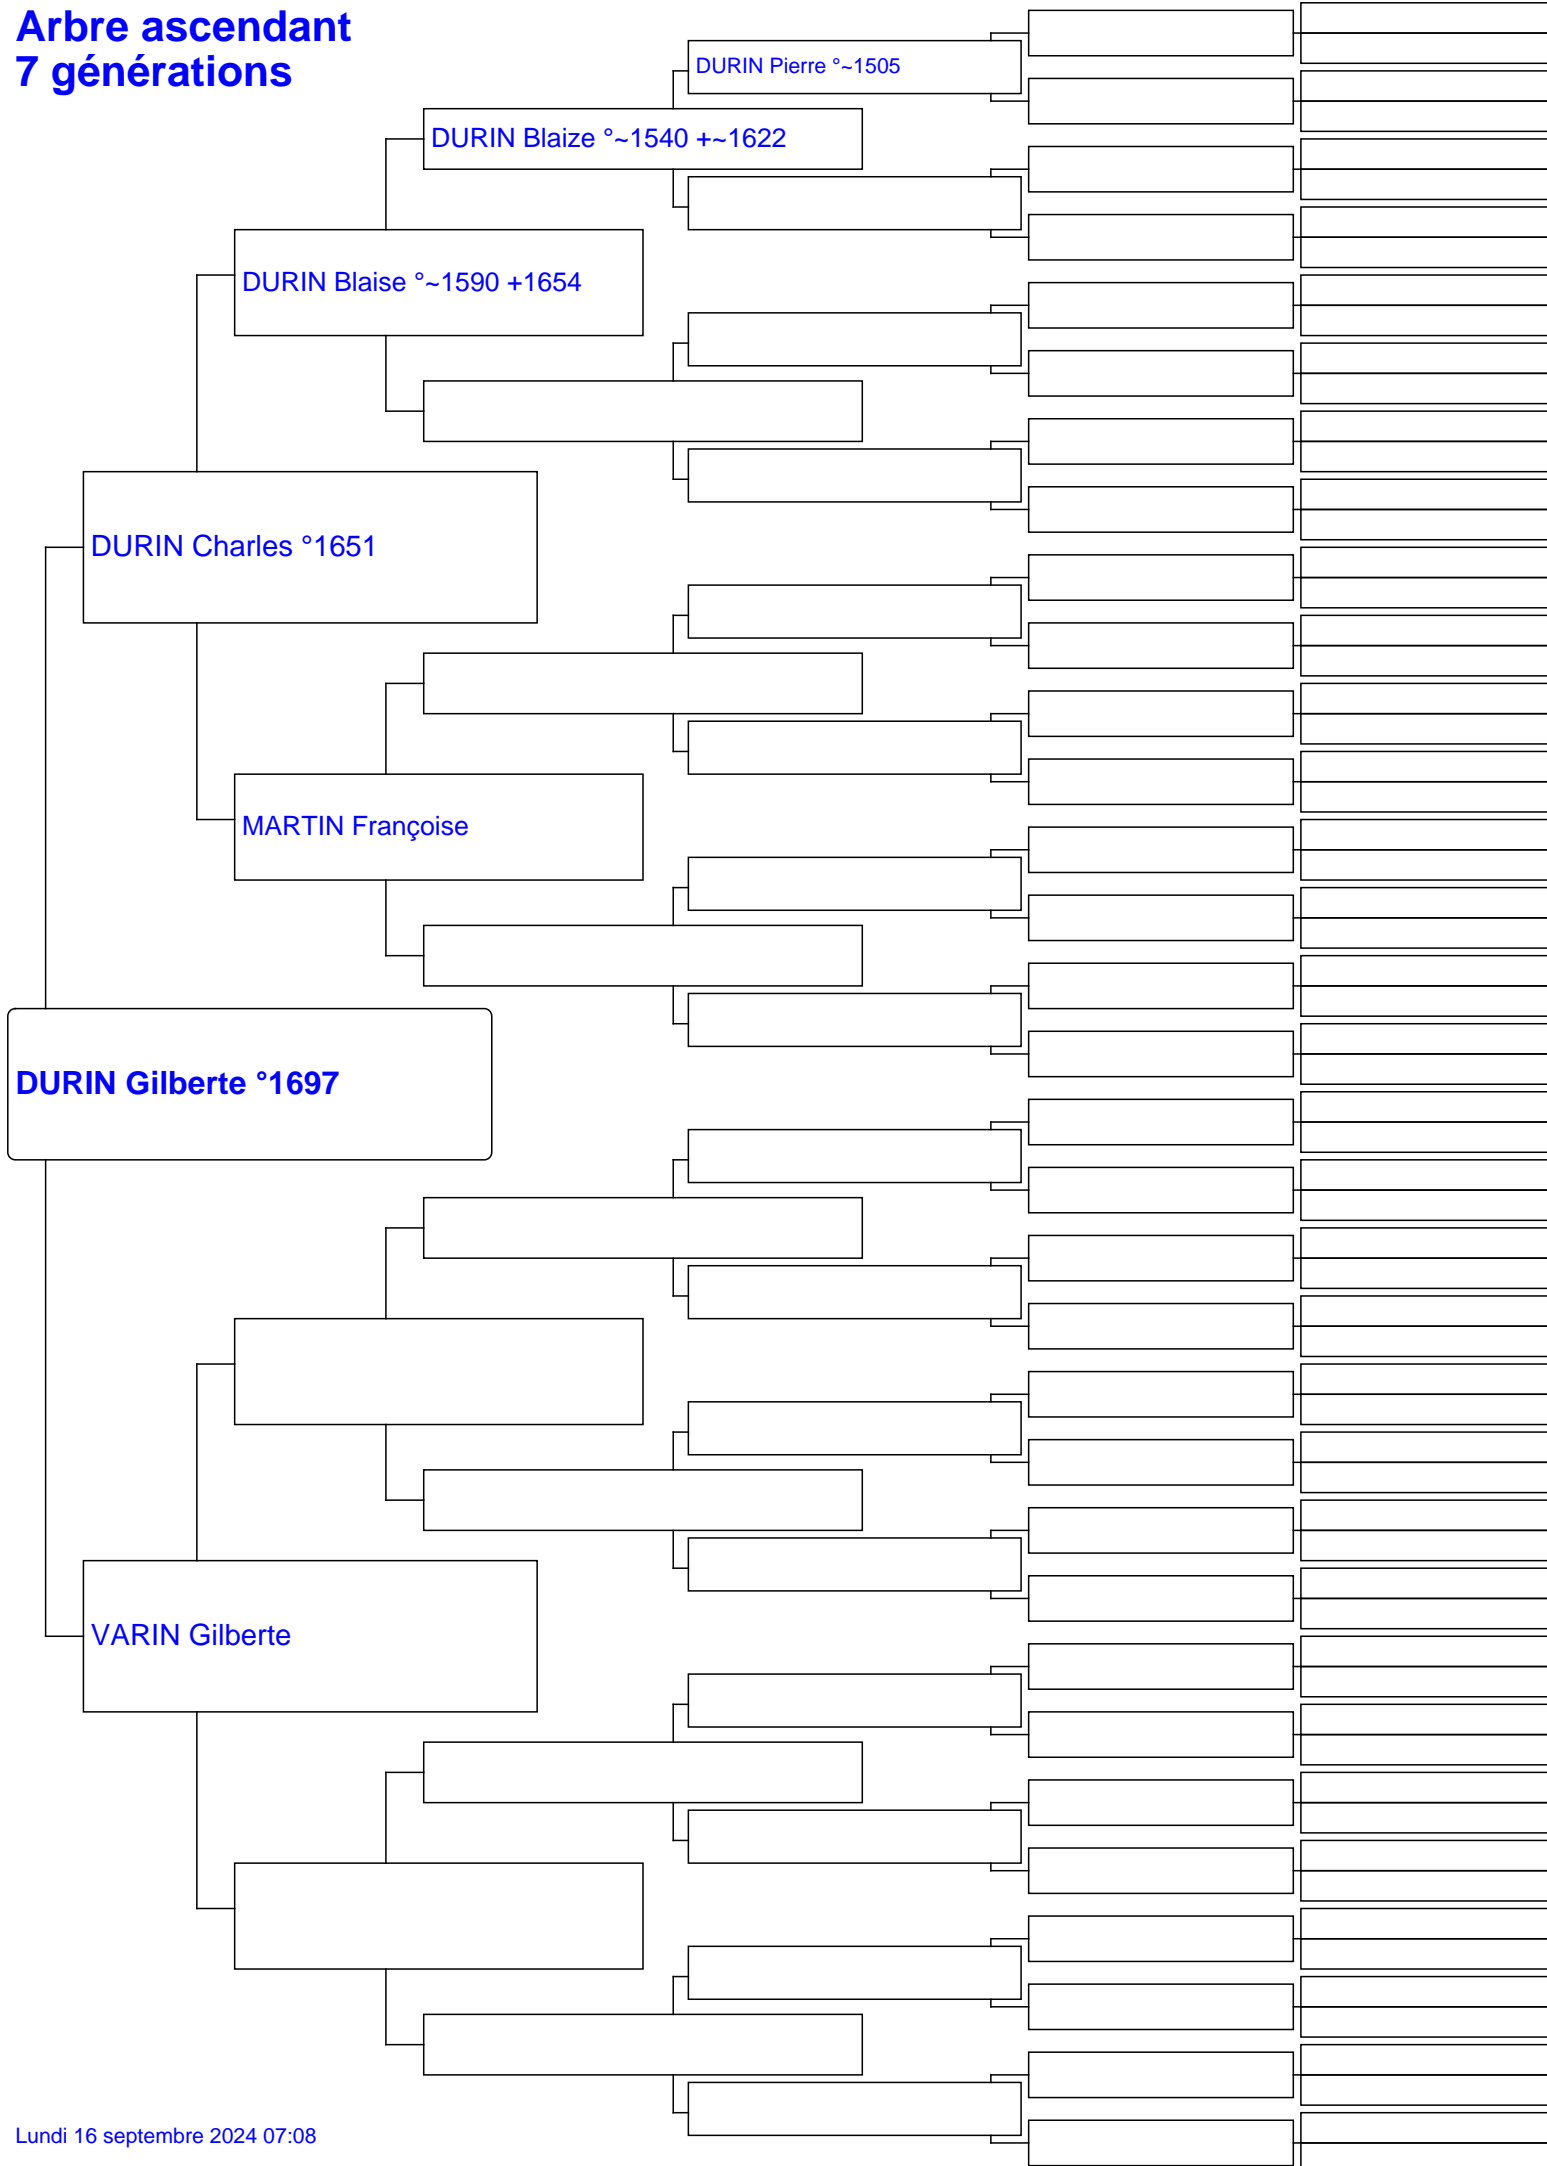 Arbre ascendant
7 générations
DURIN Pierre °~1505
DURIN Blaize °~1540 +~1622
DURIN Blaise °~1590 +1654
DURIN Charles °1651
MARTIN Françoise
DURIN Gilberte °1697
VARIN Gilberte
Lundi 16 septembre 2024 07:08